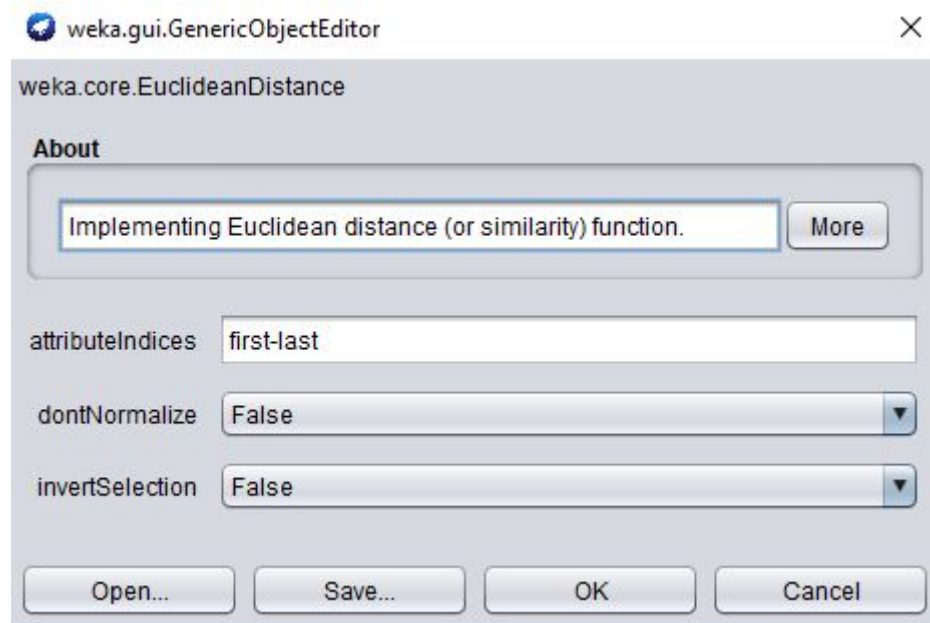 weka.gui.GenericObjectEditor
weka.core.EuclideanDistance
About
Implementing Euclidean distance (or similarity) function. More
attributeIndices first-last
dontNormalize False
invertSelection False
Open... Save... OK Cancel